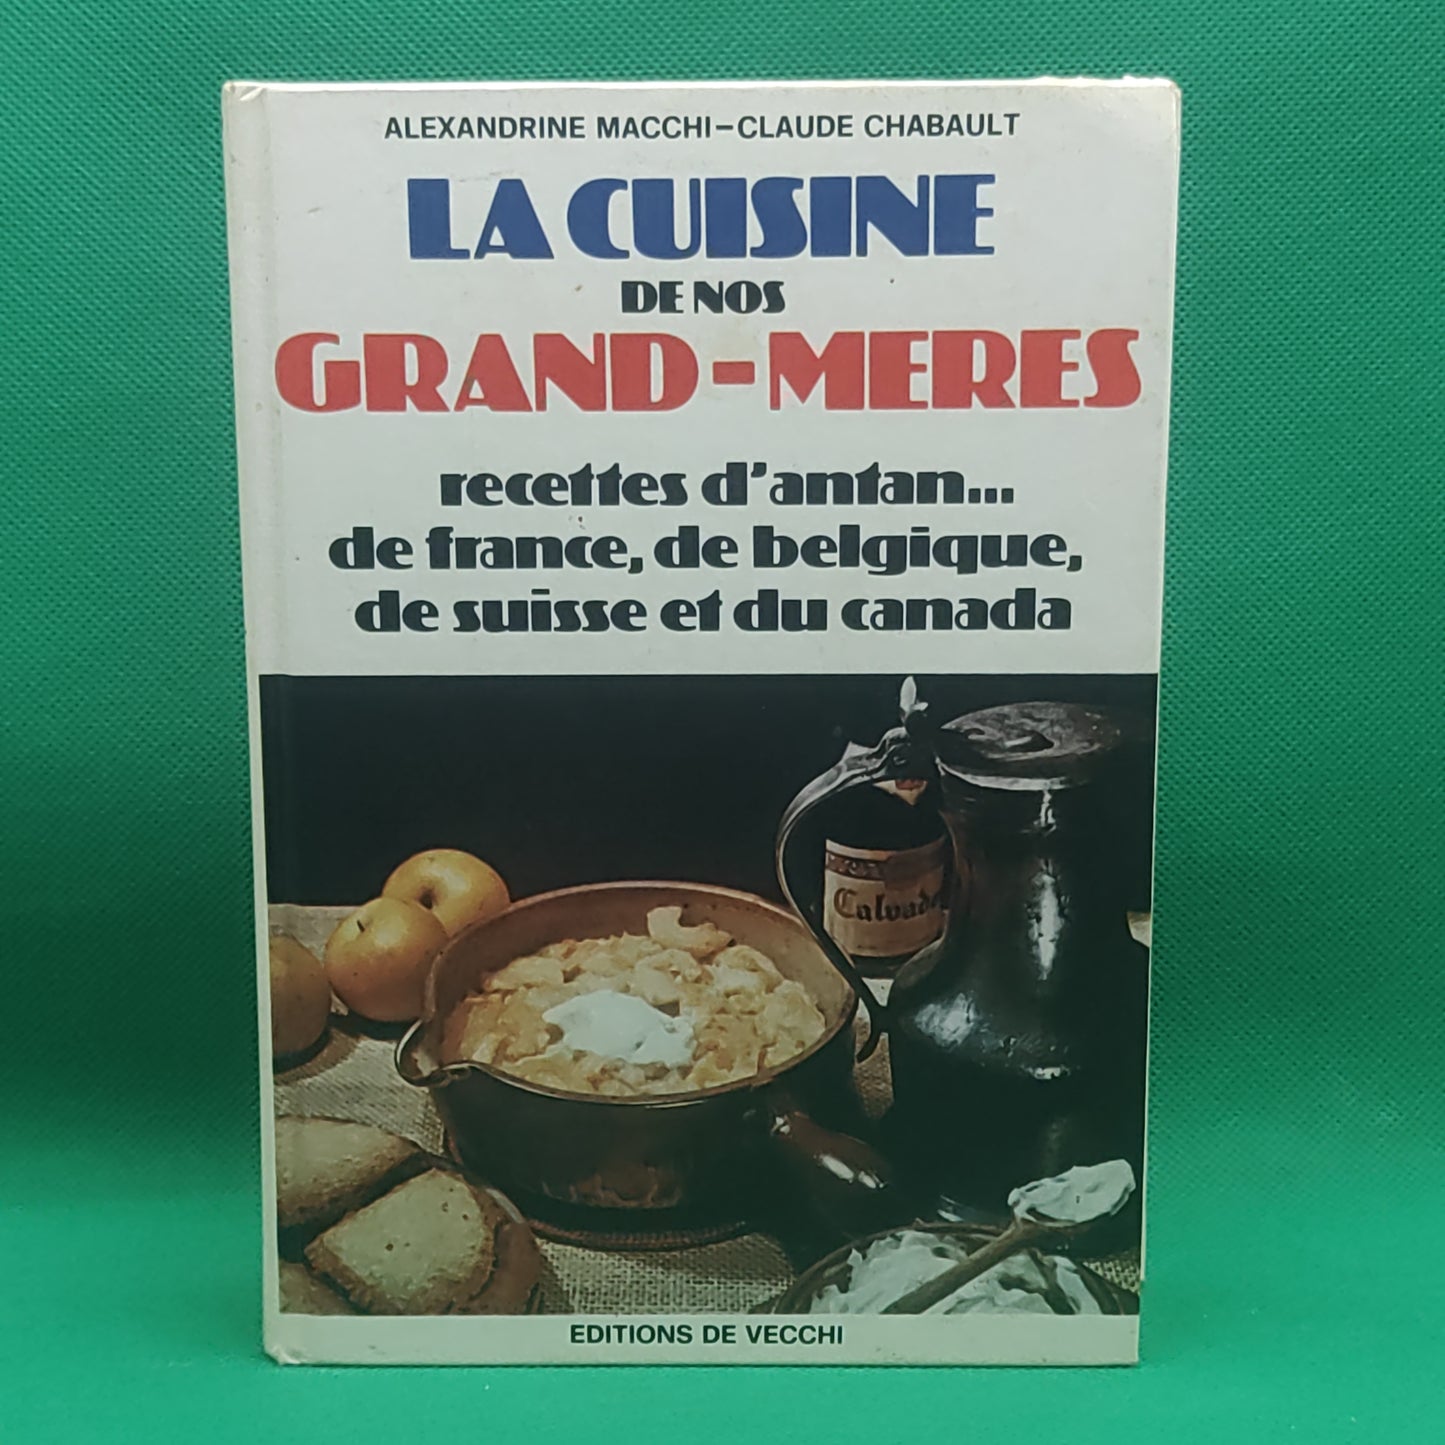 ALEXANDRINE MACCHI-CLAUDE CHABAULT
LA CUISINE
DE NOS
GRAND-MERES
recettes d'antan...
de france, de belgique,
de suisse et du canada
Calvado
EDITIONS DE VECCHI